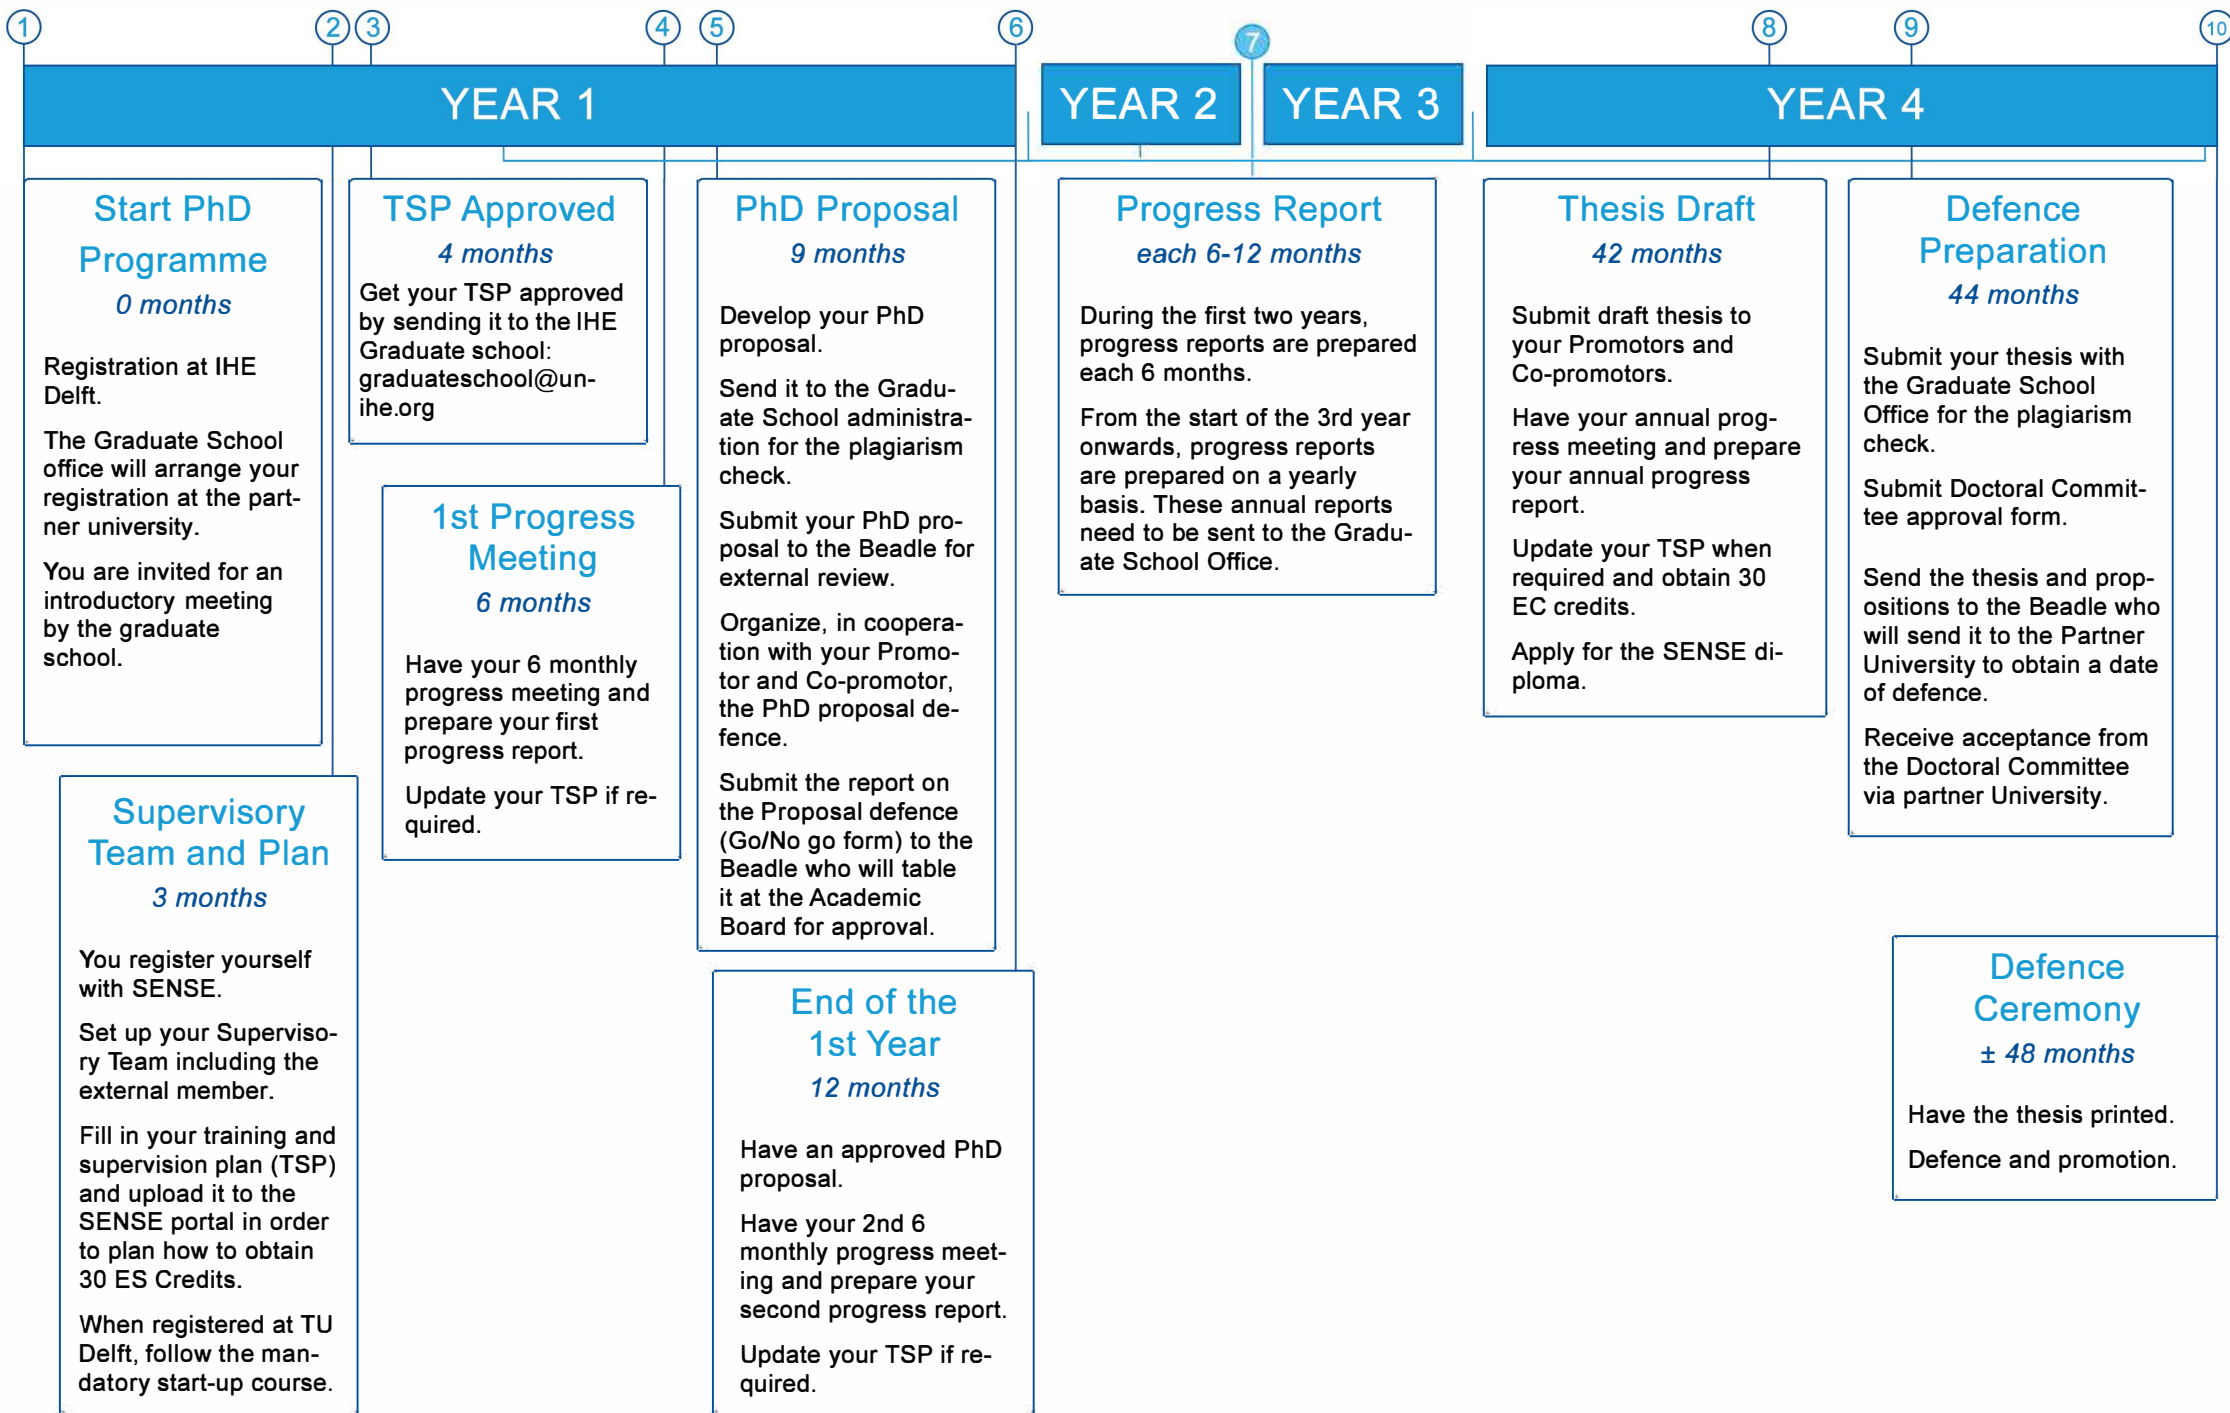 1
2
3
4
5
6
7
8
9
10
YEAR 1
YEAR 2
YEAR 3
YEAR 4
Start PhD
Programme
0 months
Registration at IHE
Delft.
The Graduate School
office will arrange your
registration at the part-
ner university.
You are invited for an
introductory meeting
by the graduate
school.
Supervisory
Team and Plan
3 months
You register yourself
with SENSE.
Set up your Superviso-
ry Team including the
external member.
Fill in your training and
supervision plan (TSP)
and upload it to the
SENSE portal in order
to plan how to obtain
30 ES Credits.
When registered at TU
Delft, follow the man-
datory start-up course.
TSP Approved
4 months
Get your TSP approved
by sending it to the IHE
Graduate school:
graduateschool@un-
ihe.org
1st Progress
Meeting
6 months
Have your 6 monthly
progress meeting and
prepare your first
progress report.
Update your TSP if re-
quired.
PhD Proposal
9 months
Develop your PhD
proposal.
Send it to the Gradu-
ate School administra-
tion for the plagiarism
check.
Submit your PhD pro-
posal to the Beadle for
external review.
Organize, in coopera-
tion with your Promo-
tor and Co-promotor,
the PhD proposal de-
fence.
Submit the report on
the Proposal defence
(Go/No go form) to the
Beadle who will table
it at the Academic
Board for approval.
End of the
1st Year
12 months
Have an approved PhD
proposal.
Have your 2nd 6
monthly progress meet-
ing and prepare your
second progress report.
Update your TSP if re-
quired.
Progress Report
each 6-12 months
During the first two years,
progress reports are prepared
each 6 months.
From the start of the 3rd year
onwards, progress reports
are prepared on a yearly
basis. These annual reports
need to be sent to the Gradu-
ate School Office.
Thesis Draft
42 months
Submit draft thesis to
your Promotors and
Co-promotors.
Have your annual prog-
ress meeting and prepare
your annual progress
report.
Update your TSP when
required and obtain 30
EC credits.
Apply for the SENSE di-
ploma.
Defence
Preparation
44 months
Submit your thesis with
the Graduate School
Office for the plagiarism
check.
Submit Doctoral Commit-
tee approval form.
Send the thesis and prop-
ositions to the Beadle who
will send it to the Partner
University to obtain a date
of defence.
Receive acceptance from
the Doctoral Committee
via partner University.
Defence
Ceremony
± 48 months
Have the thesis printed.
Defence and promotion.